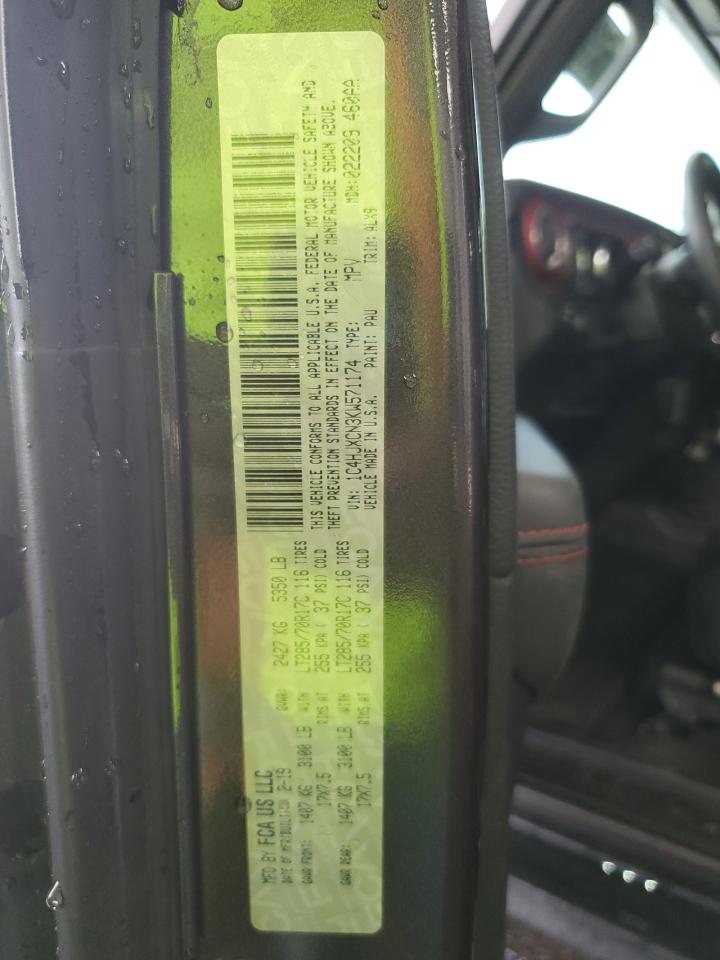 MFD BY FCA US LLC
DATE OF MFR: 2-19 GVWR: 2427 KG 5350 LB
GAWR FRONT: 1407 KG 3100 LB WITH LT285/70R17C 116 TIRES
17X7.5 RIMS AT 255 KPA ( 37 PSI) COLD
GAWR REAR: 1407 KG 3100 LB WITH LT285/70R17C 116 TIRES
17X7.5 RIMS AT 255 KPA ( 37 PSI) COLD
THIS VEHICLE CONFORMS TO ALL APPLICABLE U.S.A. FEDERAL MOTOR VEHICLE SAFETY AND
THEFT PREVENTION STANDARDS IN EFFECT ON THE DATE OF MANUFACTURE SHOWN ABOVE.
VIN: 1C4HJXCN3KW571174 TYPE: MPV MDH:022209 460AA
VEHICLE MADE IN U.S.A. PAINT: PAU TRIM: ALX9